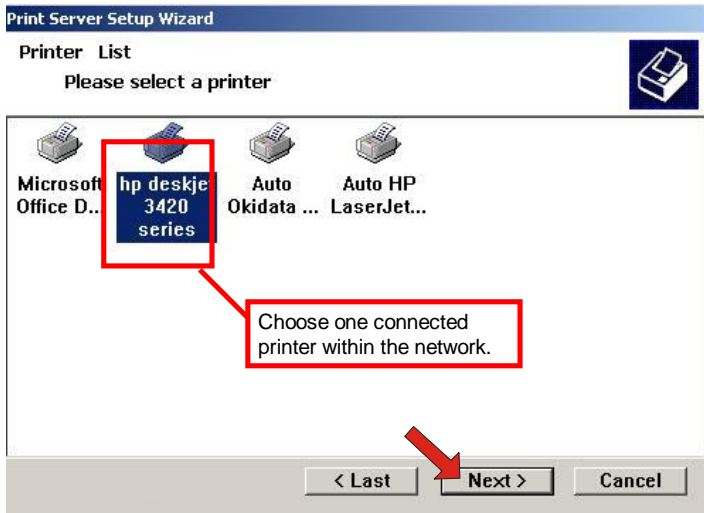 Print Server Setup Wizard
Printer List
Please select a printer
Microsoft
Office D...
hp deskje
3420
series
Auto
Okidata ...
Auto HP
LaserJet...
Choose one connected
printer within the network.
< Last
Next >
Cancel